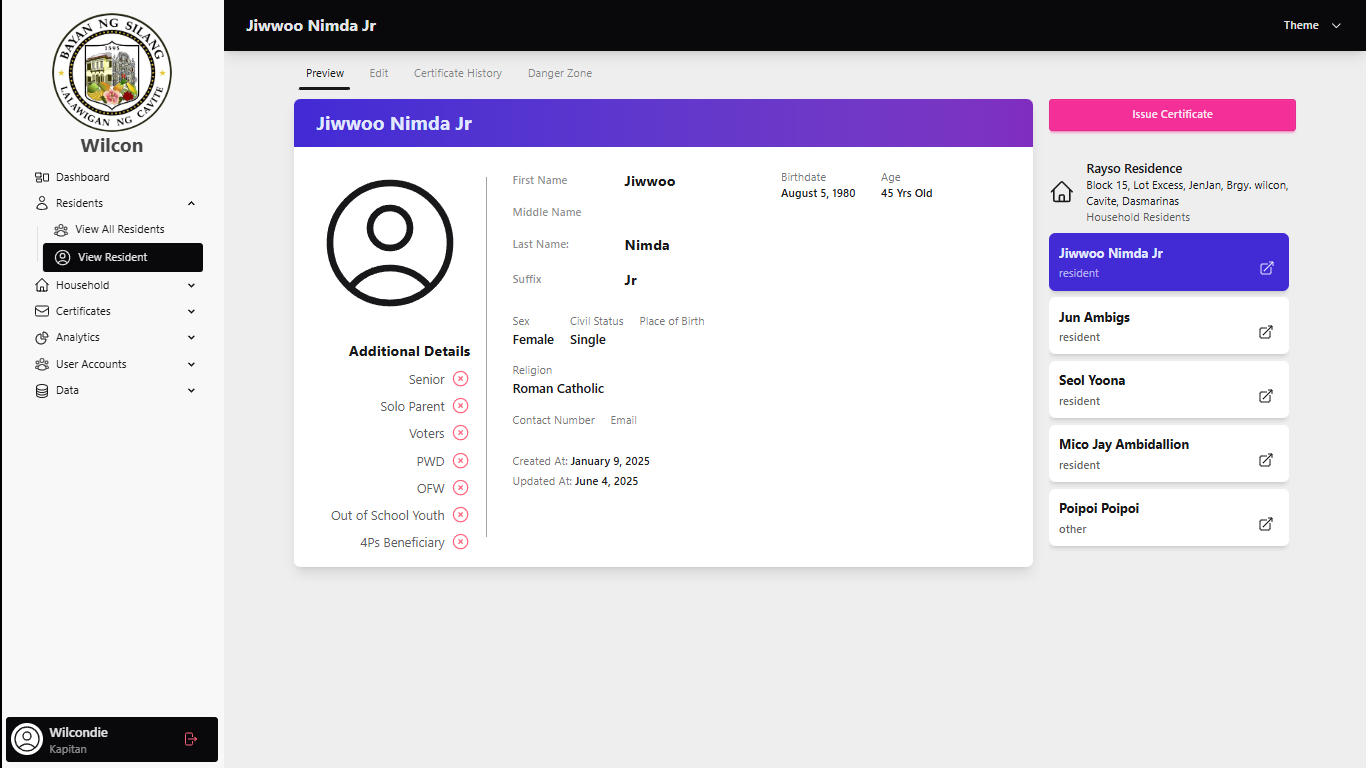 BAYAN NG SILANG
1595
LALAWIGAN NG CAVITE
Wilcon
Dashboard
Residents
View All Residents
View Resident
Household
Certificates
Analytics
User Accounts
Data
Wilcondie
Kapitan
Jiwwoo Nimda Jr
Theme
Preview Edit Certificate History Danger Zone
Jiwwoo Nimda Jr
Additional Details
Senior
Solo Parent
Voters
PWD
OFW
Out of School Youth
4Ps Beneficiary
First Name Jiwwoo
Middle Name
Last Name: Nimda
Suffix Jr
Birthdate Age
August 5, 1980 45 Yrs Old
Sex Civil Status Place of Birth
Female Single
Religion
Roman Catholic
Contact Number Email
Created At: January 9, 2025
Updated At: June 4, 2025
Issue Certificate
Rayso Residence
Block 15, Lot Excess, JenJan, Brgy. wilcon,
Cavite, Dasmarinas
Household Residents
Jiwwoo Nimda Jr
resident
Jun Ambigs
resident
Seol Yoona
resident
Mico Jay Ambidallion
resident
Poipoi Poipoi
other